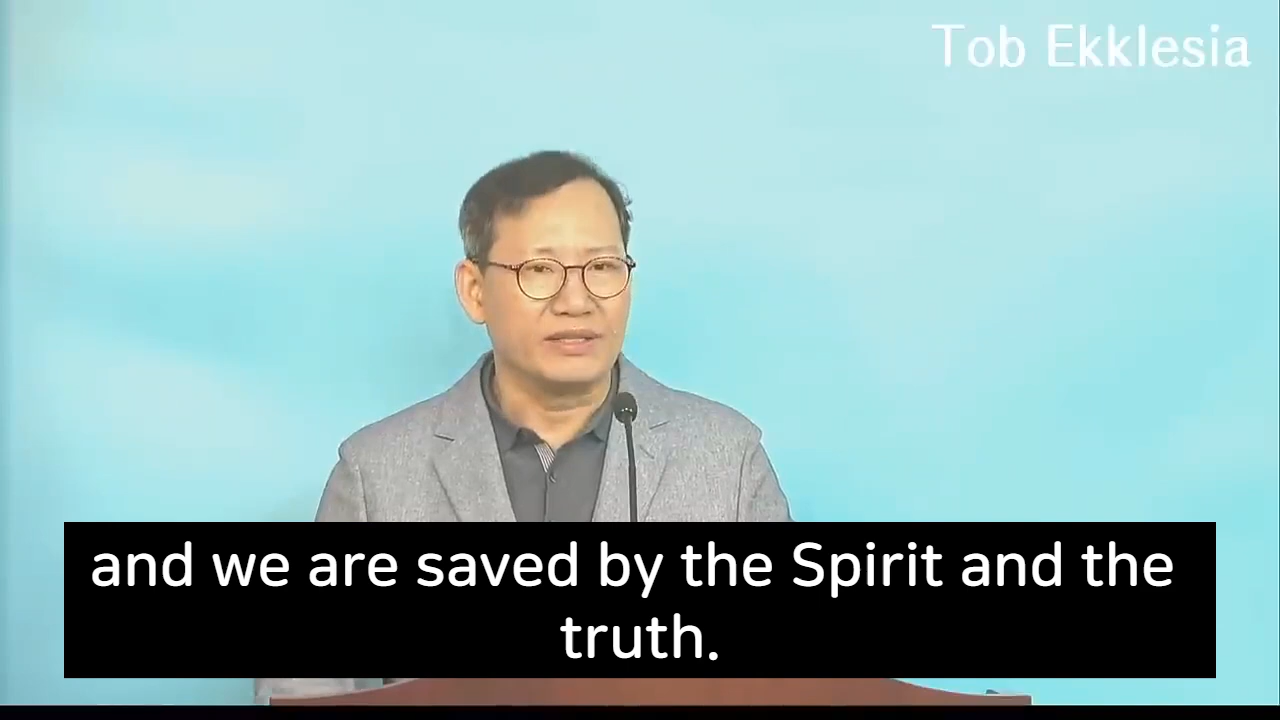 Tob Ekklesia
and we are saved by the Spirit and the
truth.